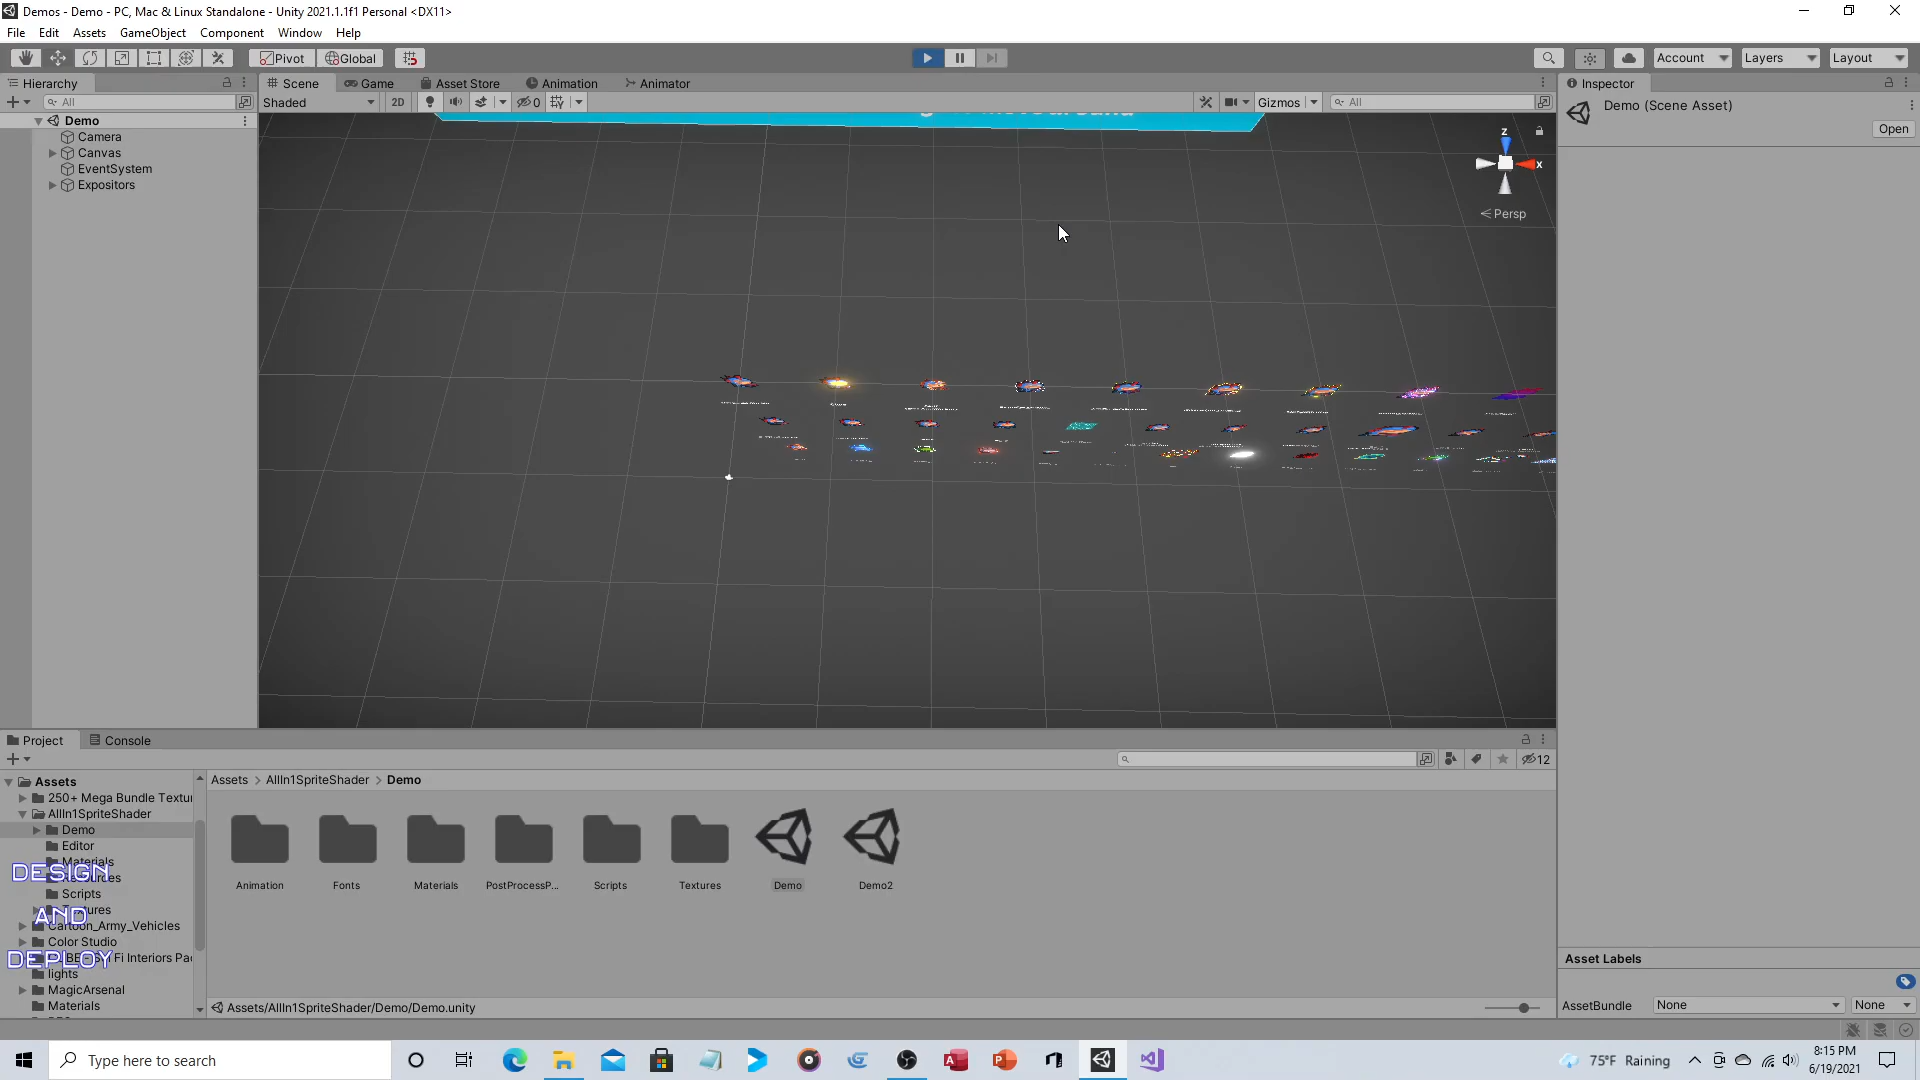 Demos - Demo - PC, Mac & Linux Standalone - Unity 2021.1.1f1 Personal <DX11>
File Edit Assets GameObject Component Window Help
Pivot Global Account Layers Layout
Hierarchy Scene Game Asset Store Animation Animator Inspector
All Shaded 2D 0 Gizmos All
Demo (Scene Asset)
Open
Demo
Camera
Canvas
EventSystem
Expositors
z
x
Persp
Project Console
12
Assets
250+ Mega Bundle Textur
AllIn1SpriteShader
Demo
Editor
Materials
Scripts
Cartoon_Army_Vehicles
Color Studio
Fi Interiors Pac
lights
MagicArsenal
Materials
DESIGN
AND
DEPLOY
Assets > AllIn1SpriteShader > Demo
Animation Fonts Materials PostProcessP... Scripts Textures Demo Demo2
Assets/AllIn1SpriteShader/Demo/Demo.unity
Asset Labels
AssetBundle None None
Type here to search
75°F Raining
8:15 PM
6/19/2021